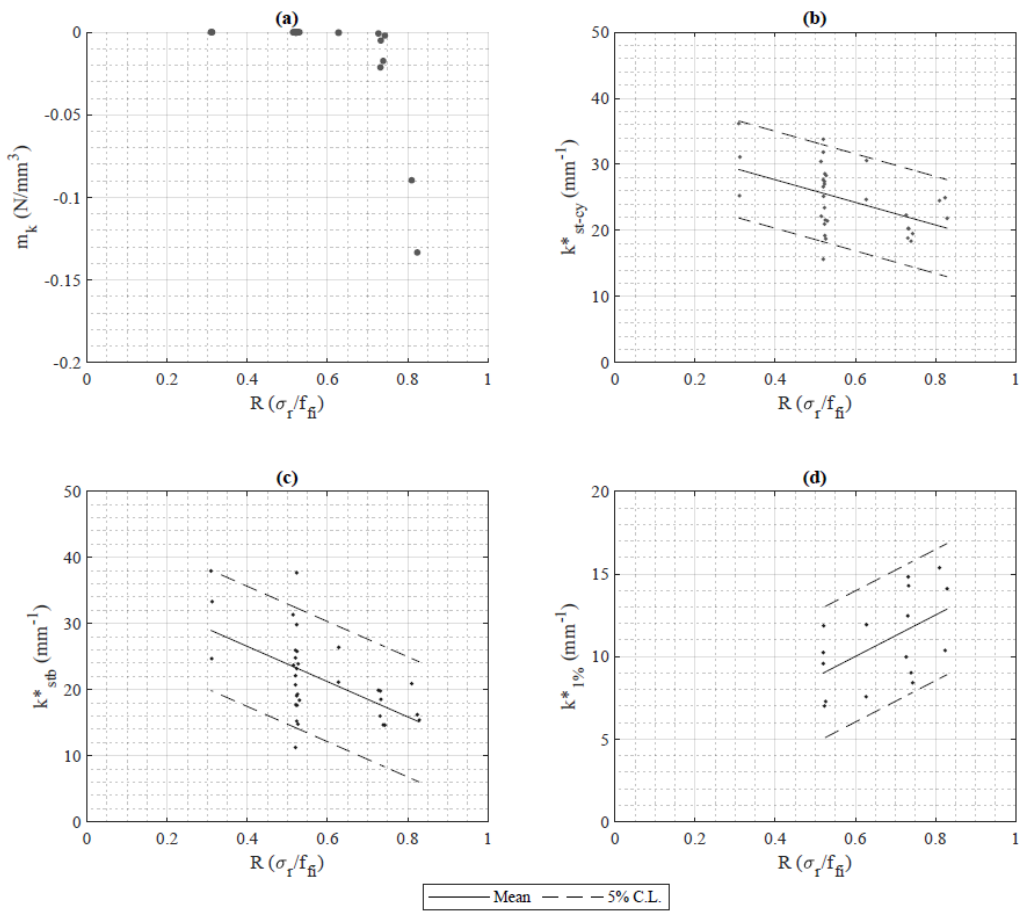 (a)
0
-0.05
-0.1
-0.15
-0.2
0 0.2 0.4 0.6 0.8 1
m_k (N/mm³)
R (σ_r/f_fi)
(b)
50
40
30
20
10
0
0 0.2 0.4 0.6 0.8 1
k*_st-cy (mm⁻¹)
R (σ_r/f_fi)
(c)
50
40
30
20
10
0
0 0.2 0.4 0.6 0.8 1
k*_stb (mm⁻¹)
R (σ_r/f_fi)
(d)
20
15
10
5
0
0 0.2 0.4 0.6 0.8 1
k*_1% (mm⁻¹)
R (σ_r/f_fi)
Mean 5% C.L.